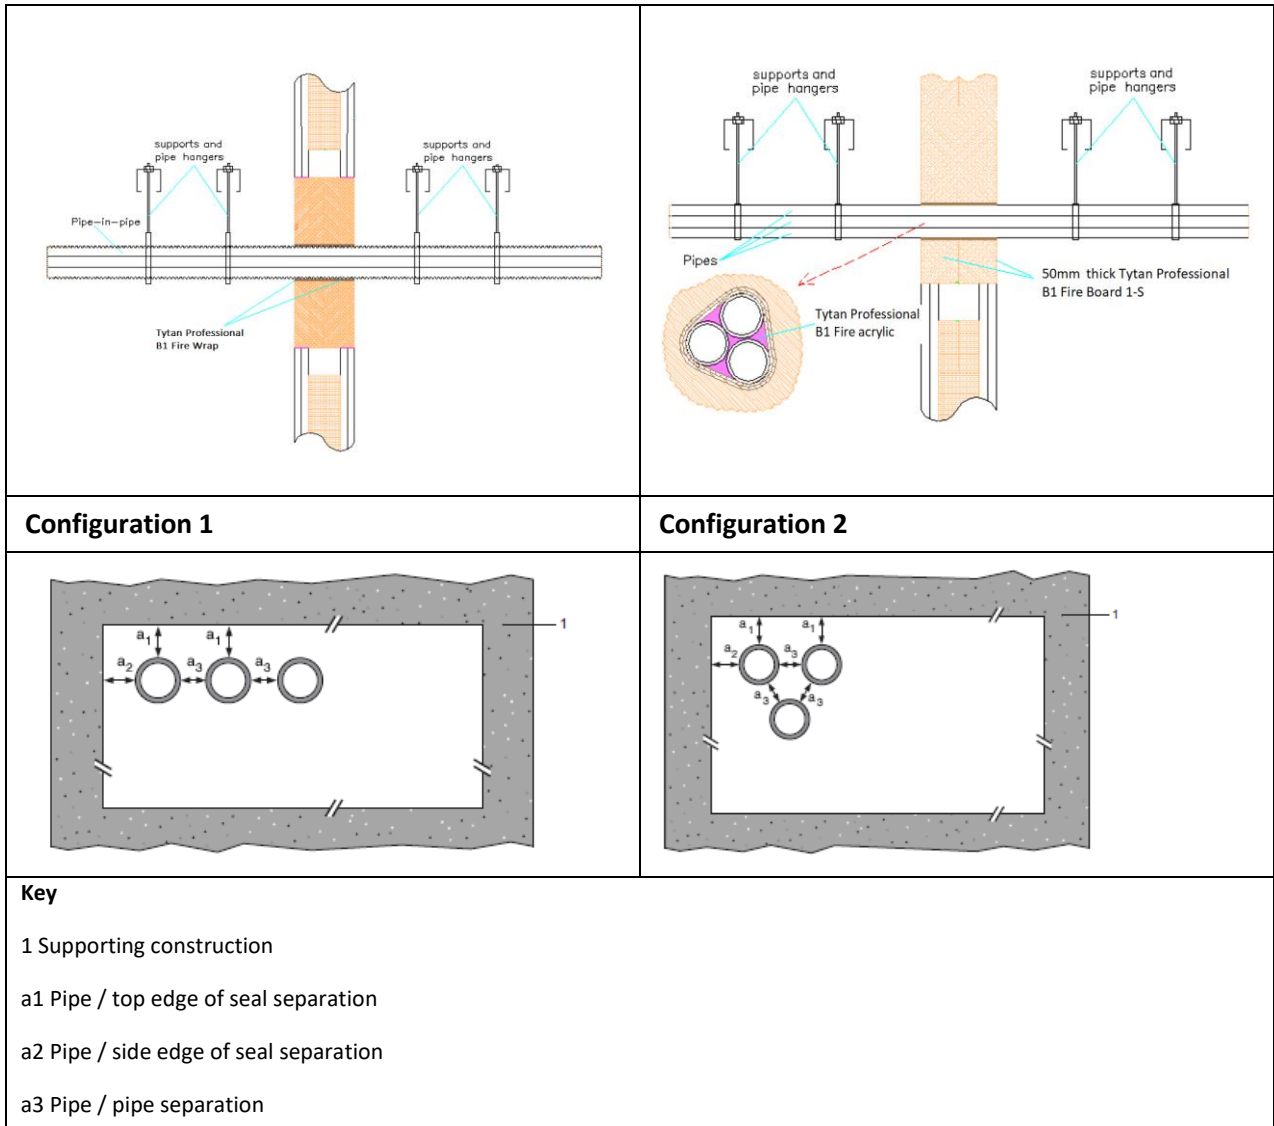 supports and
pipe hangers
supports and
pipe hangers
Pipe-in-pipe
Tytan Professional
B1 Fire Wrap
supports and
pipe hangers
supports and
pipe hangers
Pipes
50mm thick Tytan Professional
B1 Fire Board 1-S
Tytan Professional
B1 Fire acrylic
Configuration 1
Configuration 2
a1
a1
a2
a3
a3
1
a1
a1
a2
a3
a3
a3
1
Key
1 Supporting construction
a1 Pipe / top edge of seal separation
a2 Pipe / side edge of seal separation
a3 Pipe / pipe separation